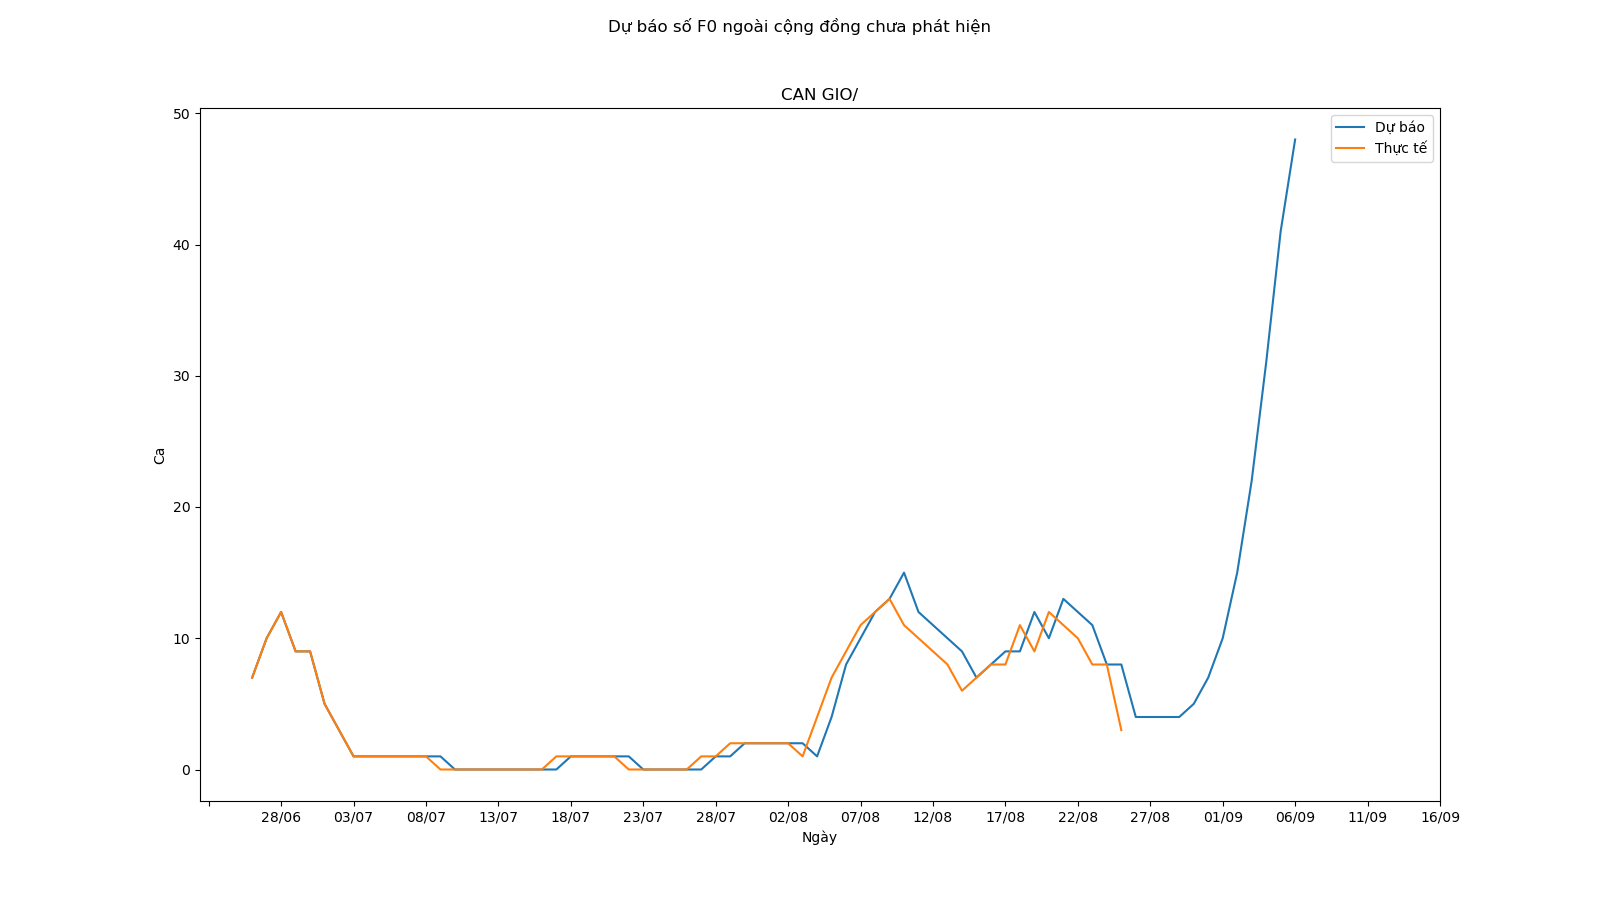 Dự báo số F0 ngoài cộng đồng chưa phát hiện
CAN GIO/
50
40
30
20
10
0
Ca
Dự báo
Thực tế
28/06 03/07 08/07 13/07 18/07 23/07 28/07 02/08 07/08 12/08 17/08 22/08 27/08 01/09 06/09 11/09 16/09
Ngày